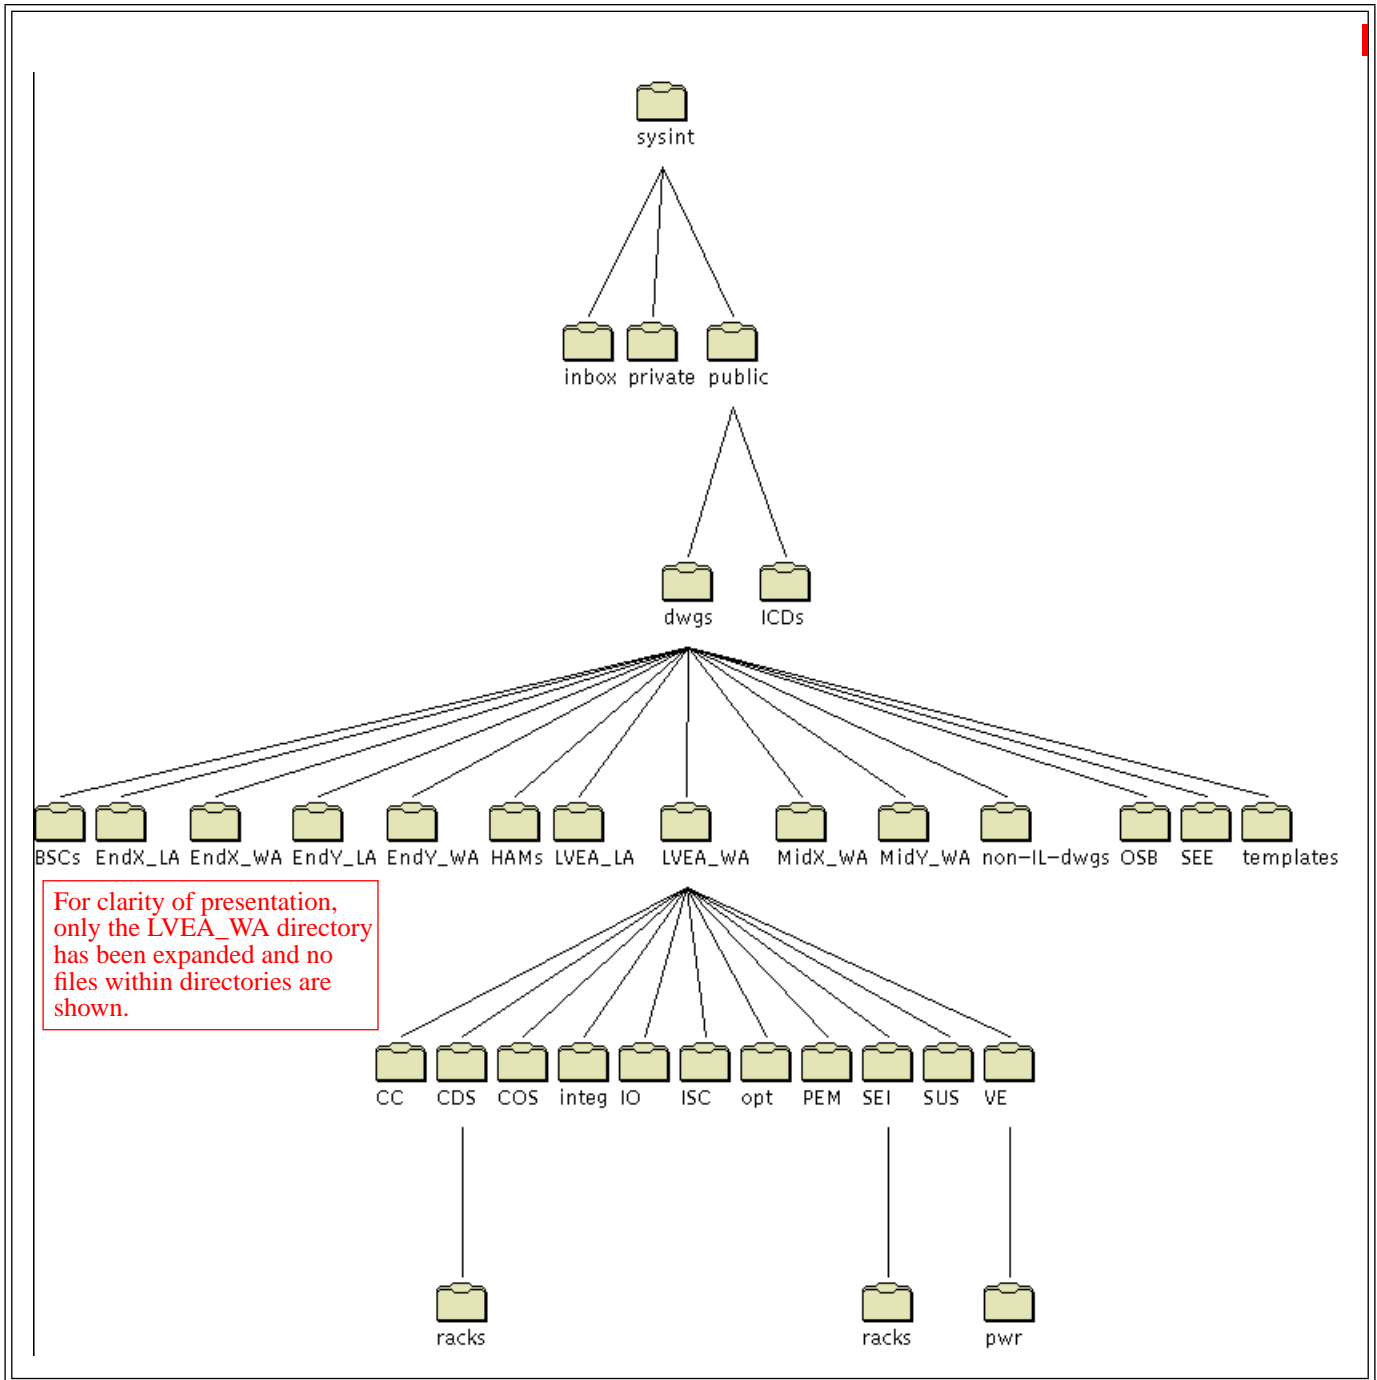 sysint
inbox private public
dwgs ICDs
BSCs EndX_LA EndX_WA EndY_LA EndY_WA HAMs LVEA_LA LVEA_WA MidX_WA MidY_WA non-IL-dwgs OSB SEE templates
For clarity of presentation,
only the LVEA_WA directory
has been expanded and no
files within directories are
shown.
CC CDS COS integ IO ISC opt PEM SEI SUS VE
racks racks pwr